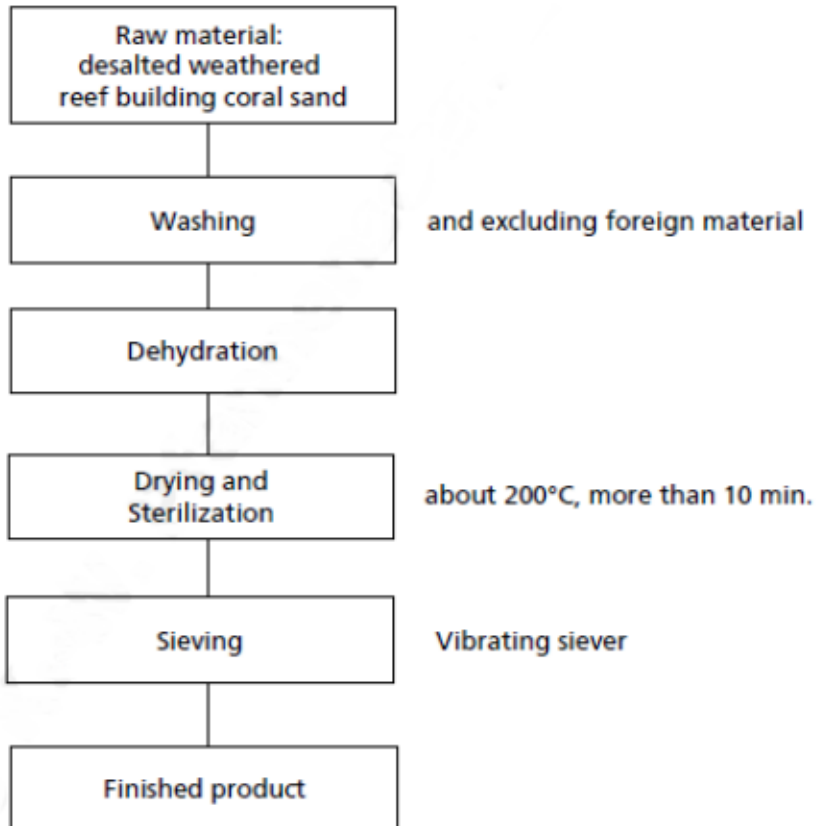 Raw material:
desalted weathered
reef building coral sand
Washing
and excluding foreign material
Dehydration
Drying and
Sterilization
about 200°C, more than 10 min.
Sieving
Vibrating siever
Finished product